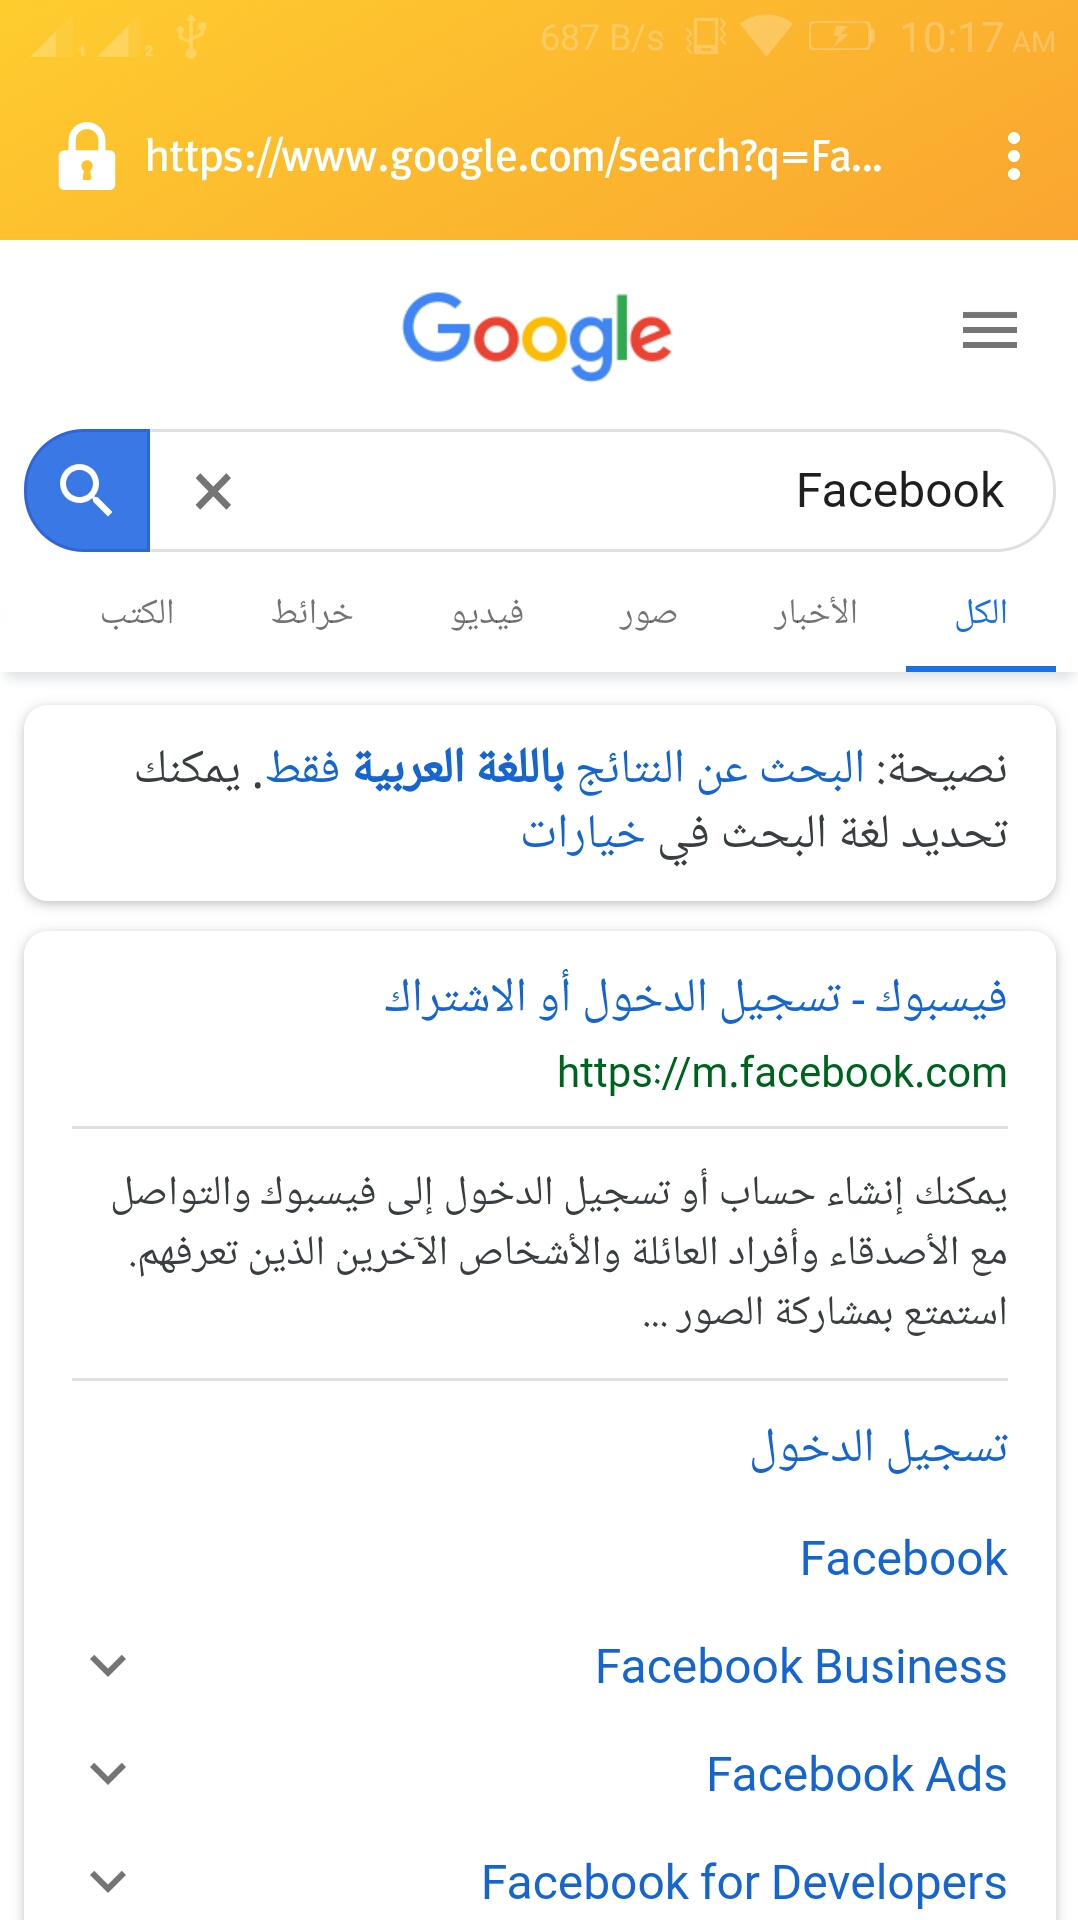 1 2 687 B/s 10:17 AM
https://www.google.com/search?q=Fa...
Google
Facebook
الكل الأخبار صور فيديو خرائط الكتب
نصيحة: البحث عن النتائج باللغة العربية فقط. يمكنك
تحديد لغة البحث في خيارات
فيسبوك - تسجيل الدخول أو الاشتراك
https://m.facebook.com
يمكنك إنشاء حساب أو تسجيل الدخول إلى فيسبوك والتواصل
مع الأصدقاء وأفراد العائلة والأشخاص الآخرين الذين تعرفهم.
استمتع بمشاركة الصور ...
تسجيل الدخول
Facebook
Facebook Business
Facebook Ads
Facebook for Developers